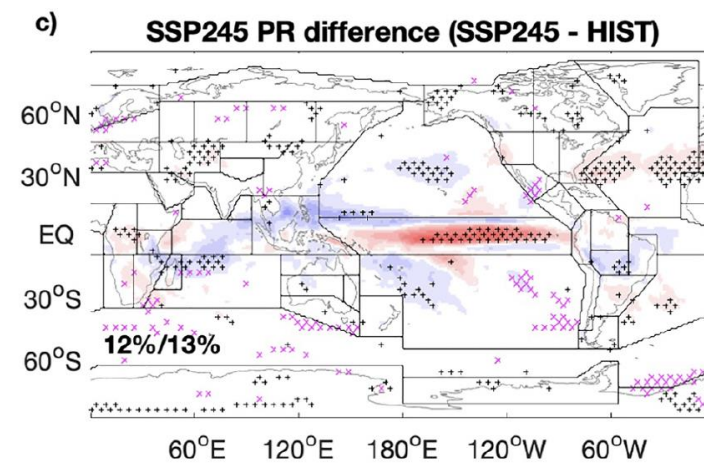 c)
SSP245 PR difference (SSP245 - HIST)
60°N
30°N
EQ
30°S
60°S
12%/13%
60°E 120°E 180°E 120°W 60°W